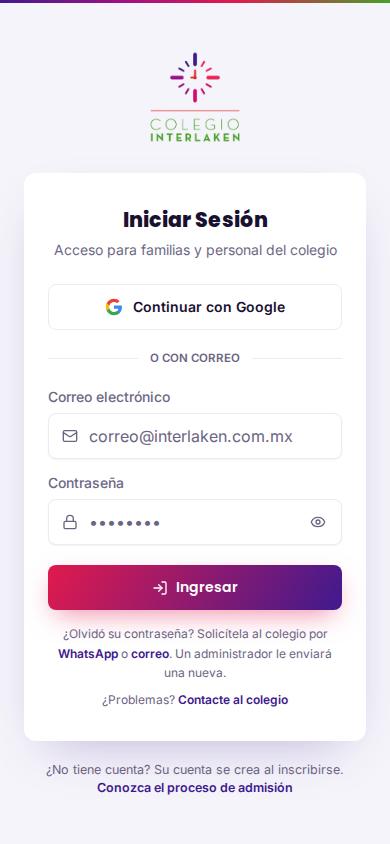 COLEGIO
INTERLAKEN
Iniciar Sesión
Acceso para familias y personal del colegio
Continuar con Google
O CON CORREO
Correo electrónico
correo@interlaken.com.mx
Contraseña
••••••••
Ingresar
¿Olvidó su contraseña? Solicítela al colegio por
WhatsApp o correo. Un administrador le enviará
una nueva.
¿Problemas? Contacte al colegio
¿No tiene cuenta? Su cuenta se crea al inscribirse.
Conozca el proceso de admisión